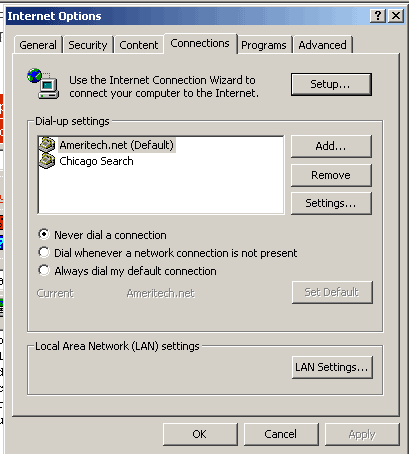 Internet Options
General Security Content Connections Programs Advanced
Use the Internet Connection Wizard to
connect your computer to the Internet.
Setup...
Dial-up settings
Ameritech.net (Default)
Chicago Search
Add...
Remove
Settings...
Never dial a connection
Dial whenever a network connection is not present
Always dial my default connection
Current Ameritech.net
Set Default
Local Area Network (LAN) settings
LAN Settings...
OK Cancel Apply